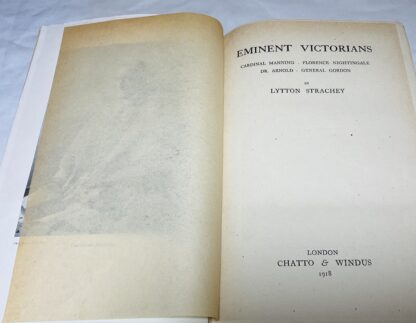 EMINENT VICTORIANS
CARDINAL MANNING · FLORENCE NIGHTINGALE
DR. ARNOLD · GENERAL GORDON
BY
LYTTON STRACHEY
LONDON
CHATTO & WINDUS
1918